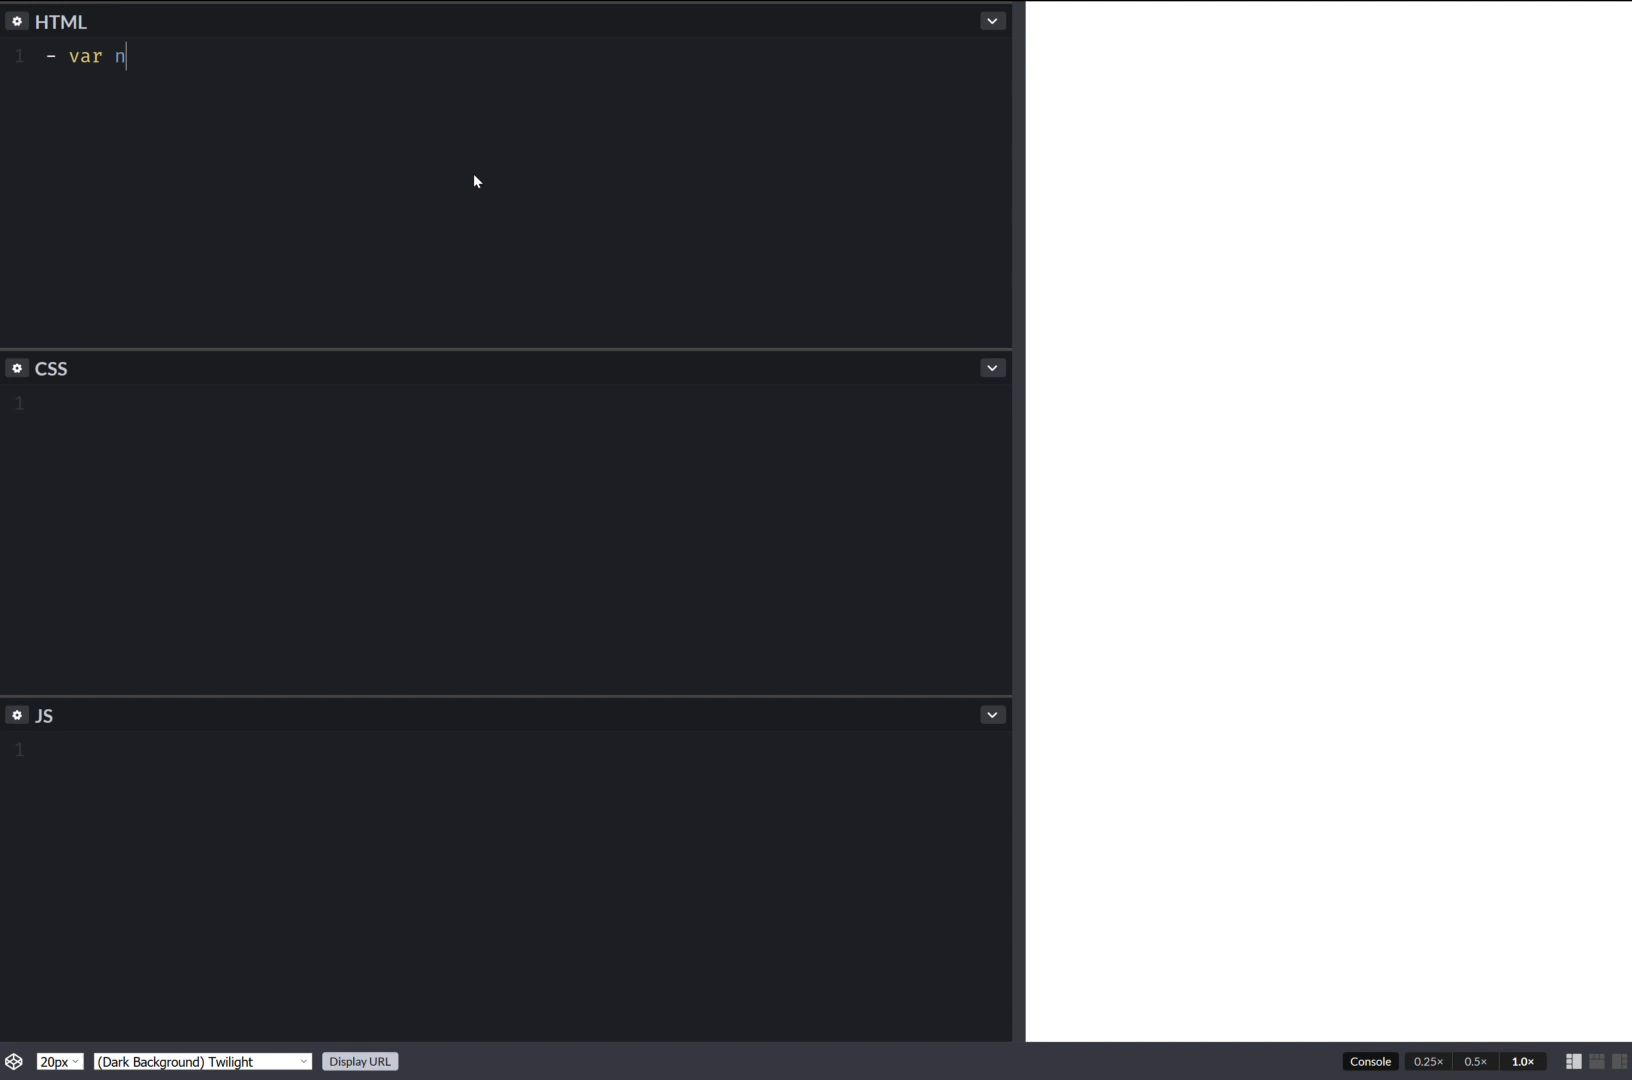 HTML
1 - var n
CSS
1
JS
1
20px (Dark Background) Twilight Display URL Console 0.25× 0.5× 1.0×